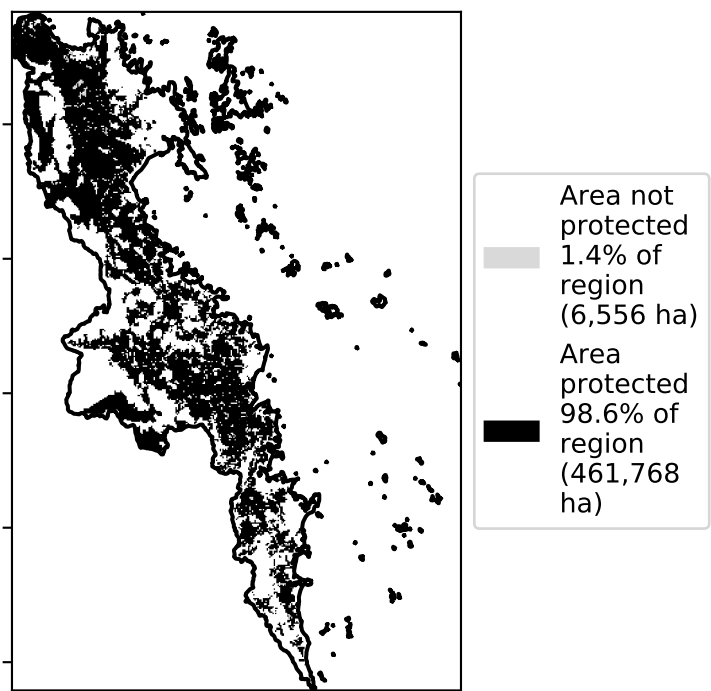 Area not
protected
1.4% of
region
(6,556 ha)
Area
protected
98.6% of
region
(461,768
ha)